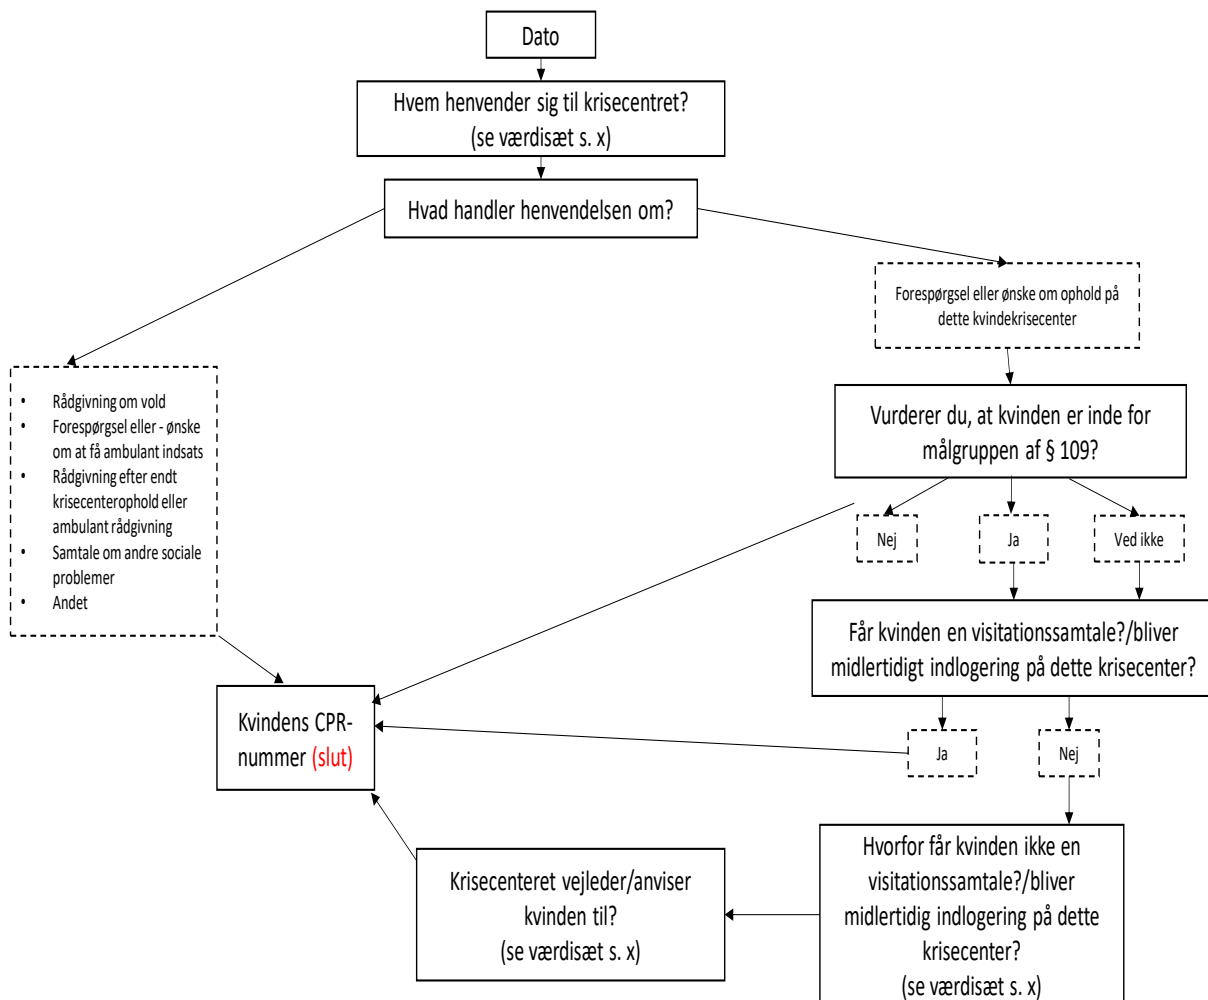 Dato
Hvem henvender sig til krisecentret?
(se værdisæt s. x)
Hvad handler henvendelsen om?
Forespørgsel eller ønske om ophold på
dette kvindekrisecenter
• Rådgivning om vold
• Forespørgsel eller - ønske
om at få ambulant indsats
• Rådgivning efter endt
krisecenterophold eller
ambulant rådgivning
• Samtale om andre sociale
problemer
• Andet
Vurderer du, at kvinden er inde for
målgruppen af § 109?
Nej
Ja
Ved ikke
Får kvinden en visitationssamtale?/bliver
midlertidigt indlogering på dette krisecenter?
Kvindens CPR-
nummer (slut)
Ja
Nej
Hvorfor får kvinden ikke en
visitationssamtale?/bliver
midlertidig indlogering på dette
krisecenter?
(se værdisæt s. x)
Krisecenteret vejleder/anviser
kvinden til?
(se værdisæt s. x)